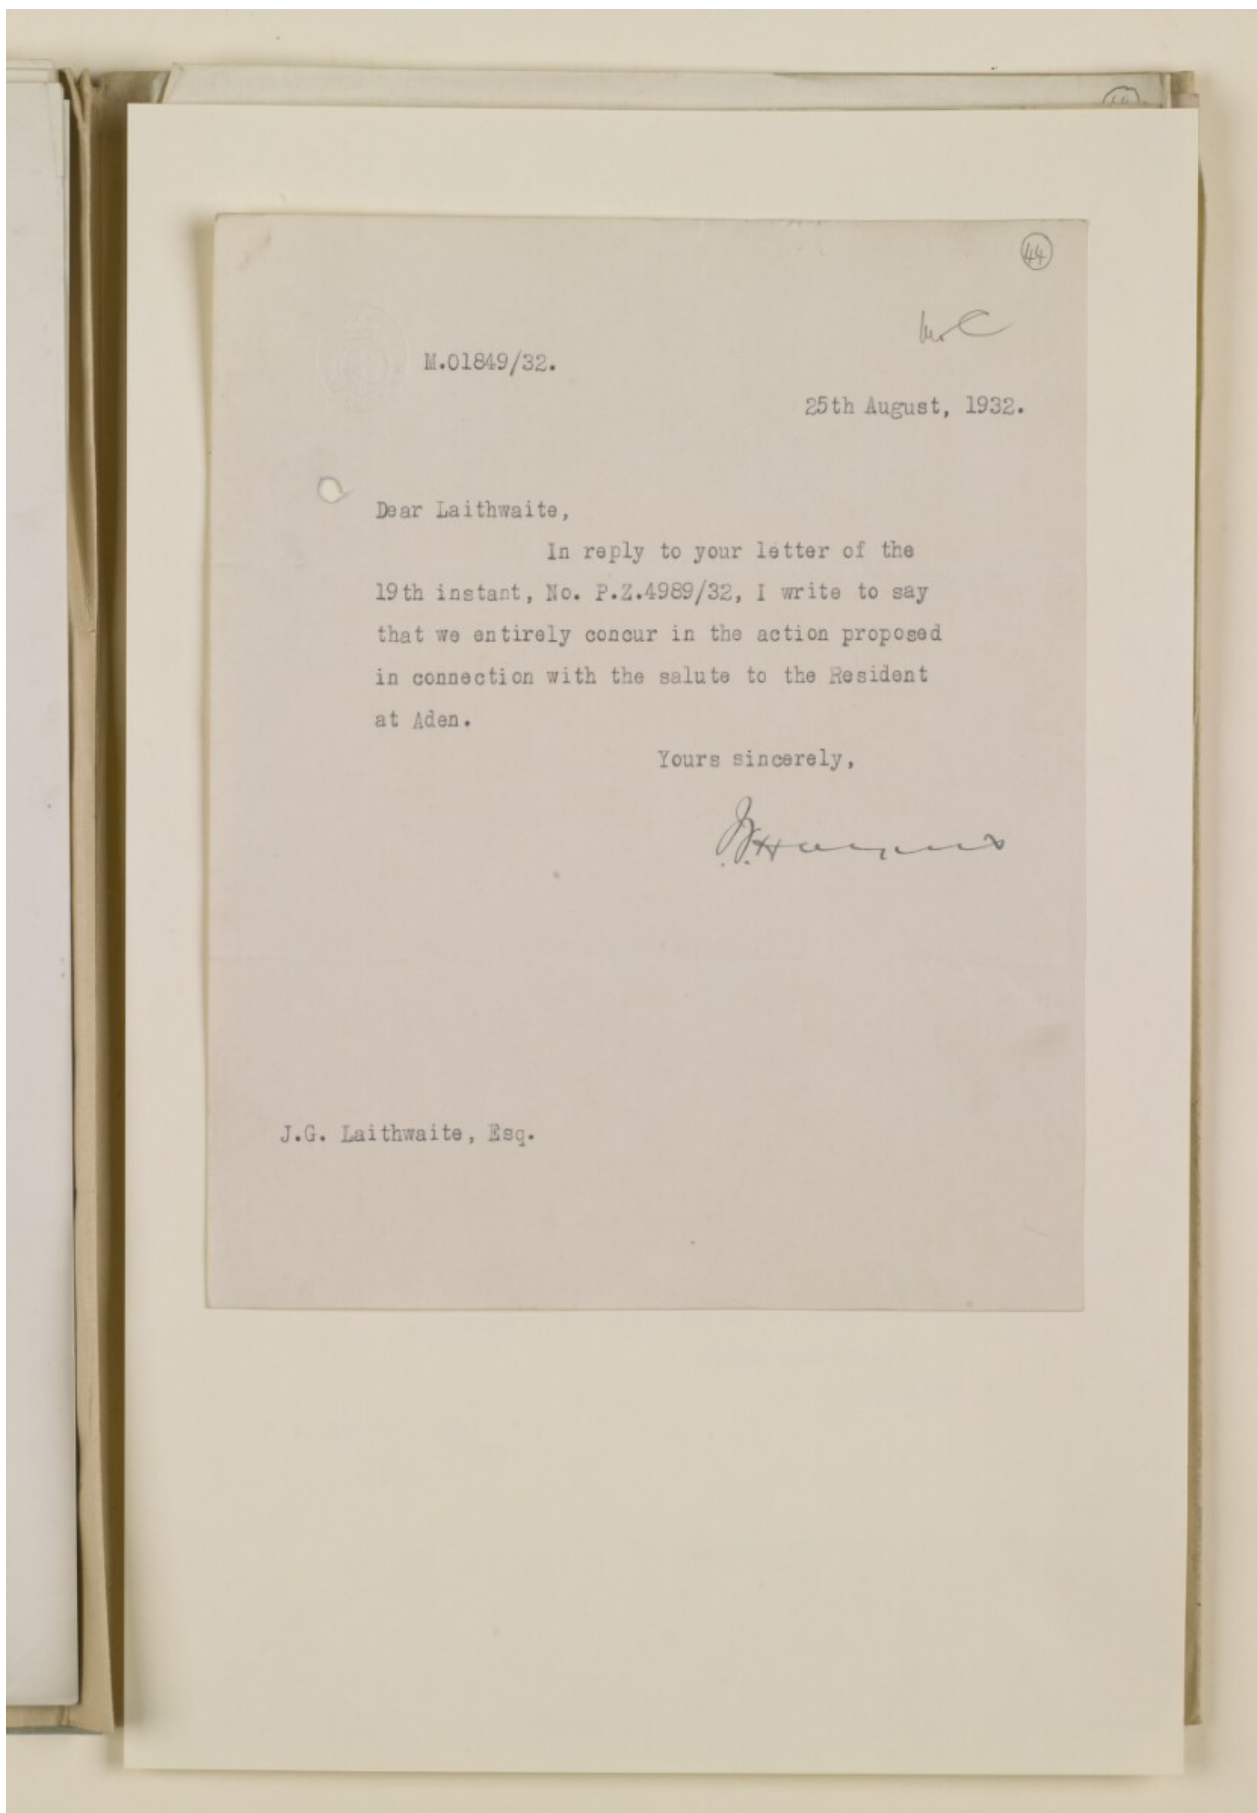 44
M.01849/32.
25th August, 1932.
Dear Laithwaite,
In reply to your letter of the
19th instant, No. P.Z.4989/32, I write to say
that we entirely concur in the action proposed
in connection with the salute to the Resident
at Aden.
Yours sincerely,
J.G. Laithwaite, Esq.